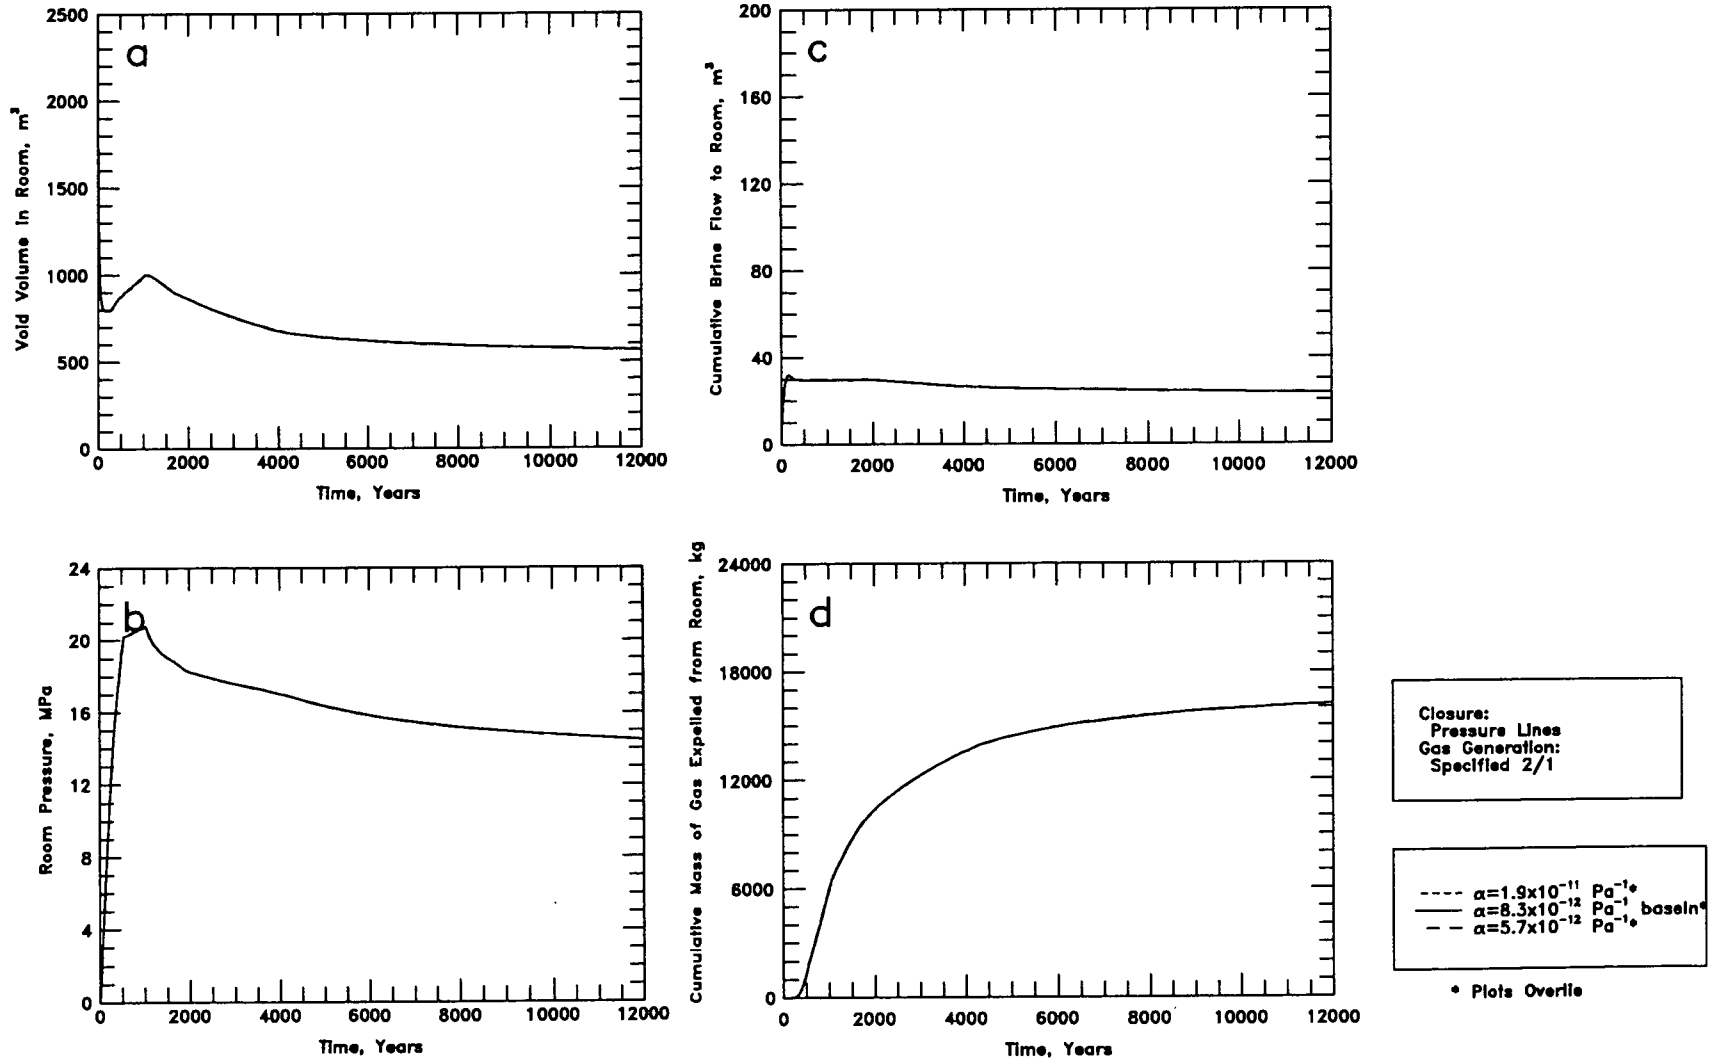 a
Void Volume in Room, m³
2500
2000
1500
1000
500
0
0 2000 4000 6000 8000 10000 12000
Time, Years
c
Cumulative Brine Flow to Room, m³
200
160
120
80
40
0
0 2000 4000 6000 8000 10000 12000
Time, Years
b
Room Pressure, MPa
24
20
16
12
8
4
0
0 2000 4000 6000 8000 10000 12000
Time, Years
d
Cumulative Mass of Gas Expelled from Room, kg
24000
18000
12000
6000
0
0 2000 4000 6000 8000 10000 12000
Time, Years
Closure:
Pressure Lines
Gas Generation:
Specified 2/1
α=1.9x10⁻¹¹ Pa⁻¹*
α=8.3x10⁻¹² Pa⁻¹ baseln*
α=5.7x10⁻¹² Pa⁻¹*
* Plots Overlie